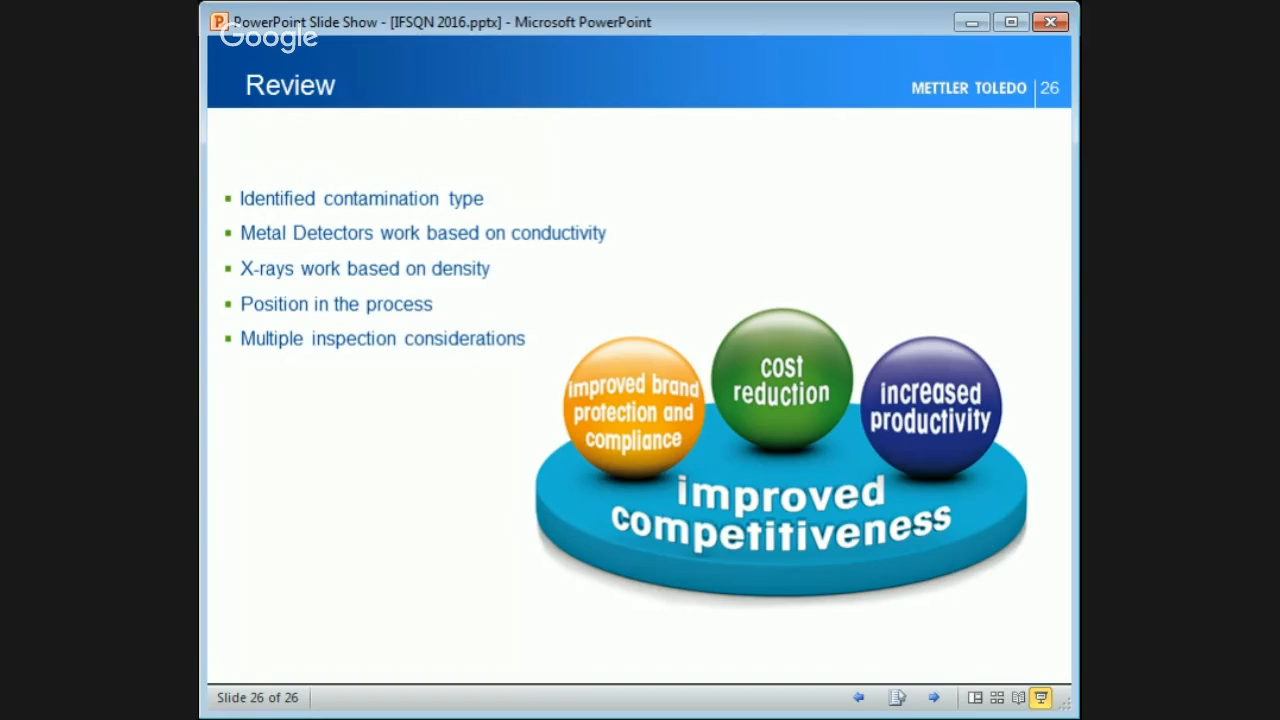 PowerPoint Slide Show - [IFSQN 2016.pptx] - Microsoft PowerPoint
Google
Review
METTLER TOLEDO 26
Identified contamination type
Metal Detectors work based on conductivity
X-rays work based on density
Position in the process
Multiple inspection considerations
improved brand
protection and
compliance
cost
reduction
increased
productivity
improved
competitiveness
Slide 26 of 26